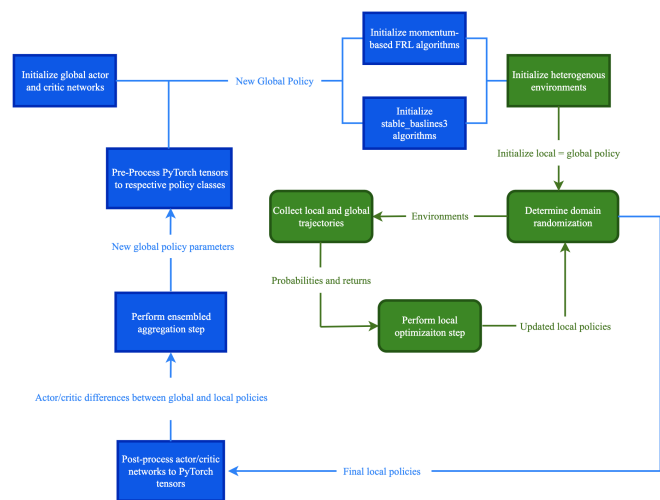 Initialize global actor
and critic networks
New Global Policy
Initialize momentum-
based FRL algorithms
Initialize
stable_baslines3
algorithms
Initialize heterogenous
environments
Initialize local = global policy
Pre-Process PyTorch tensors
to respective policy classes
Collect local and global
trajectories
Environments
Determine domain
randomization
New global policy parameters
Probabilities and returns
Perform ensembled
aggregation step
Perform local
optimizaiton step
Updated local policies
Actor/critic differences between global and local policies
Post-process actor/critic
networks to PyTorch
tensors
Final local policies